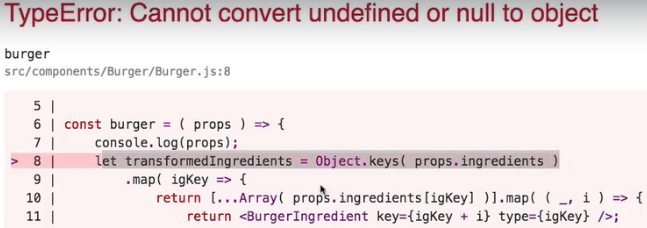 TypeError: Cannot convert undefined or null to object
burger
src/components/Burger/Burger.js:8
5 |
6 | const burger = ( props ) => {
7 | console.log(props);
> 8 | let transformedIngredients = Object.keys( props.ingredients )
9 | .map( igKey => {
10 | return [...Array( props.ingredients[igKey] )].map( ( _, i ) => {
11 | return <BurgerIngredient key={igKey + i} type={igKey} />;